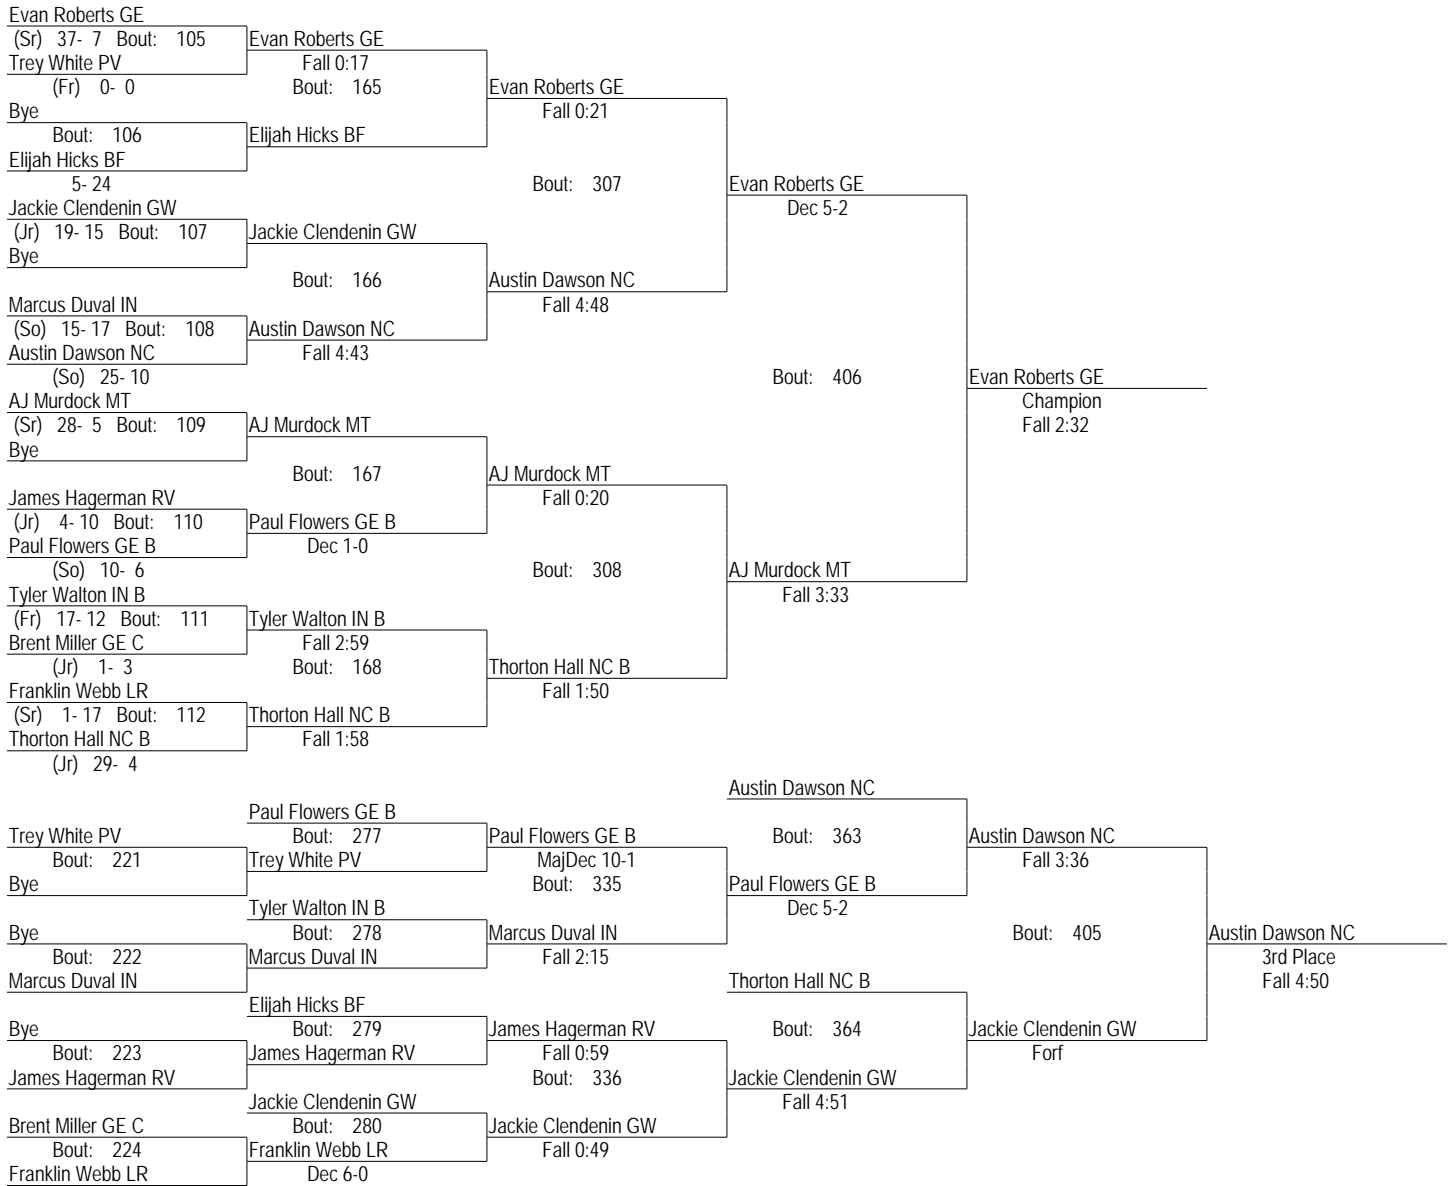 Evan Roberts GE
(Sr) 37- 7 Bout: 105 Evan Roberts GE
Trey White PV Fall 0:17
(Fr) 0- 0 Bout: 165 Evan Roberts GE
Bye Fall 0:21
Bout: 106 Elijah Hicks BF
Elijah Hicks BF
5- 24 Bout: 307 Evan Roberts GE
Jackie Clendenin GW Dec 5-2
(Jr) 19- 15 Bout: 107 Jackie Clendenin GW
Bye
Bout: 166 Austin Dawson NC
Marcus Duval IN Fall 4:48
(So) 15- 17 Bout: 108 Austin Dawson NC
Austin Dawson NC Fall 4:43
(So) 25- 10 Bout: 406 Evan Roberts GE
AJ Murdock MT Champion
(Sr) 28- 5 Bout: 109 AJ Murdock MT Fall 2:32
Bye
Bout: 167 AJ Murdock MT
James Hagerman RV Fall 0:20
(Jr) 4- 10 Bout: 110 Paul Flowers GE B
Paul Flowers GE B Dec 1-0
(So) 10- 6 Bout: 308 AJ Murdock MT
Tyler Walton IN B Fall 3:33
(Fr) 17- 12 Bout: 111 Tyler Walton IN B
Brent Miller GE C Fall 2:59
(Jr) 1- 3 Bout: 168 Thorton Hall NC B
Franklin Webb LR Fall 1:50
(Sr) 1- 17 Bout: 112 Thorton Hall NC B
Thorton Hall NC B Fall 1:58
(Jr) 29- 4
Austin Dawson NC
Paul Flowers GE B
Trey White PV Bout: 277 Paul Flowers GE B Bout: 363 Austin Dawson NC
Bout: 221 Trey White PV MajDec 10-1 Fall 3:36
Bye Bout: 335 Paul Flowers GE B
Tyler Walton IN B Dec 5-2
Bye Bout: 278 Marcus Duval IN Bout: 405 Austin Dawson NC
Bout: 222 Marcus Duval IN Fall 2:15 3rd Place
Marcus Duval IN Thorton Hall NC B Fall 4:50
Elijah Hicks BF
Bye Bout: 279 James Hagerman RV Bout: 364 Jackie Clendenin GW
Bout: 223 James Hagerman RV Fall 0:59 Forf
James Hagerman RV Bout: 336 Jackie Clendenin GW
Jackie Clendenin GW Fall 4:51
Brent Miller GE C Bout: 280 Jackie Clendenin GW
Bout: 224 Franklin Webb LR Fall 0:49
Franklin Webb LR Dec 6-0